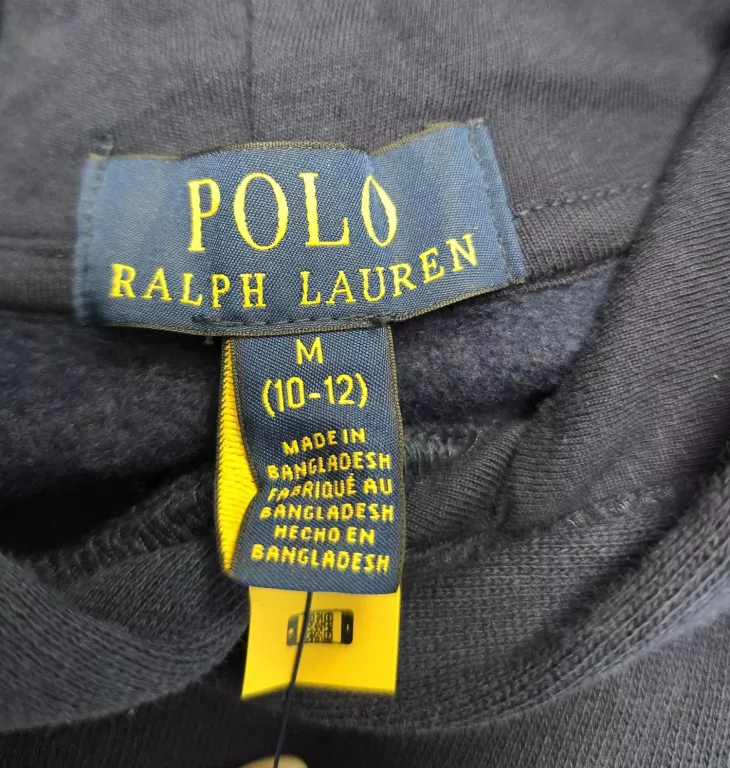 POLO
RALPH LAUREN
M
(10-12)
MADE IN
BANGLADESH
FABRIQUÉ AU
BANGLADESH
HECHO EN
BANGLADESH